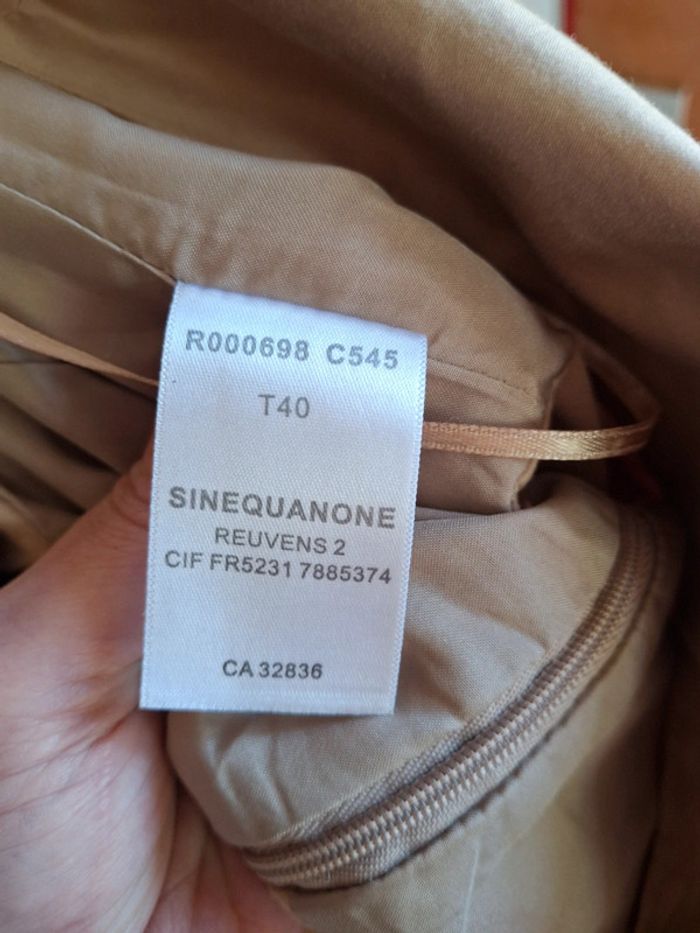 R000698 C545
T40
SINEQUANONE
REUVENS 2
CIF FR5231 7885374
CA 32836